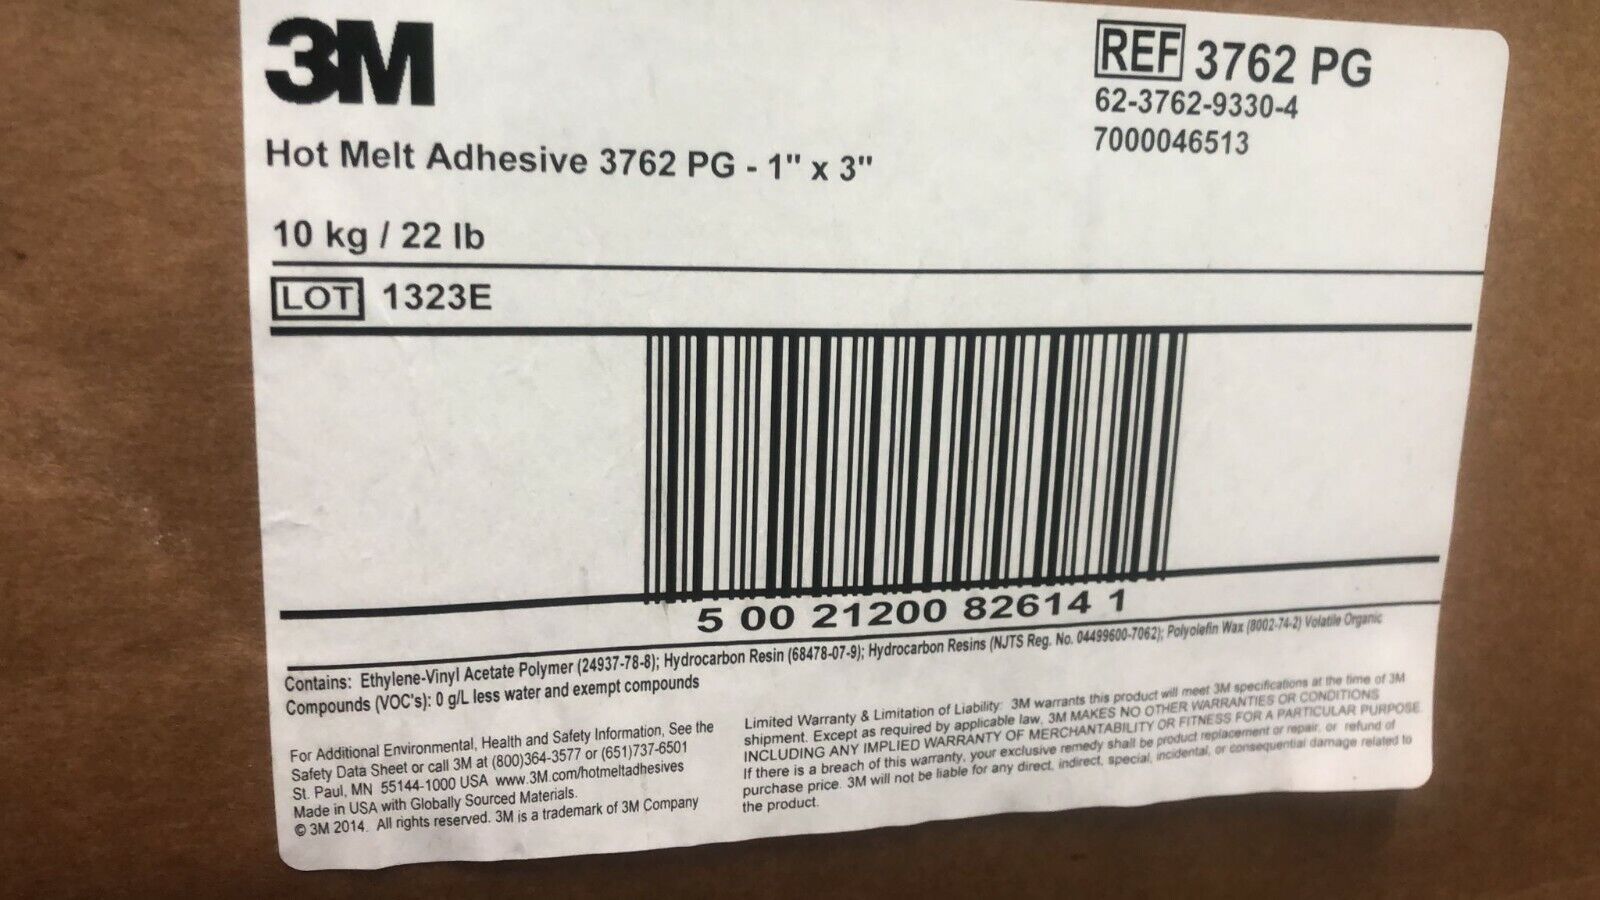 3M
Hot Melt Adhesive 3762 PG - 1" x 3"
10 kg / 22 lb
REF 3762 PG
62-3762-9330-4
7000046513
LOT 1323E
5 00 21200 82614 1
Contains: Ethylene-Vinyl Acetate Polymer (24937-78-8); Hydrocarbon Resin (68478-07-9); Hydrocarbon Resins (NJTS Reg. No. 04499600-7062); Polyolefin Wax (8002-74-2) Volatile Organic
Compounds (VOC's): 0 g/L less water and exempt compounds
For Additional Environmental, Health and Safety Information, See the
Safety Data Sheet or call 3M at (800)364-3577 or (651)737-6501
St. Paul, MN 55144-1000 USA www.3M.com/hotmeltadhesives
Made in USA with Globally Sourced Materials.
© 3M 2014. All rights reserved. 3M is a trademark of 3M Company
Limited Warranty & Limitation of Liability: 3M warrants this product will meet 3M specifications at the time of 3M
shipment. Except as required by applicable law, 3M MAKES NO OTHER WARRANTIES OR CONDITIONS
INCLUDING ANY IMPLIED WARRANTY OF MERCHANTABILITY OR FITNESS FOR A PARTICULAR PURPOSE.
If there is a breach of this warranty, your exclusive remedy shall be product replacement or repair, or refund of
purchase price. 3M will not be liable for any direct, indirect, special, incidental, or consequential damage related to
the product.